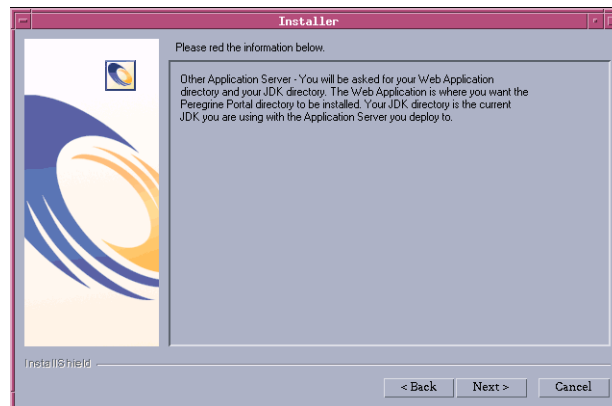 Installer
Please red the information below.
Other Application Server - You will be asked for your Web Application
directory and your JDK directory. The Web Application is where you want the
Peregrine Portal directory to be installed. Your JDK directory is the current
JDK you are using with the Application Server you deploy to.
InstallShield
< Back Next > Cancel